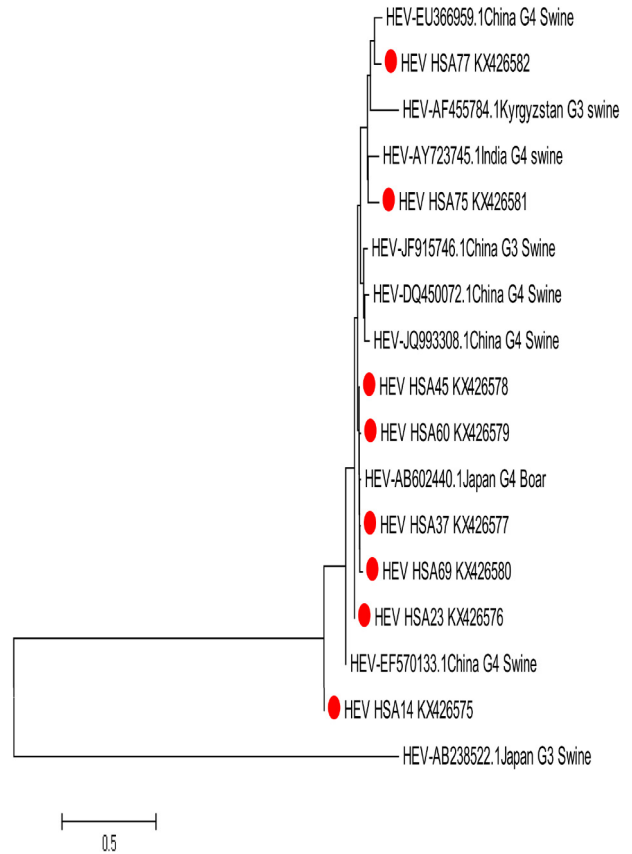 HEV-EU366959.1China G4 Swine
HEV HSA77 KX426582
HEV-AF455784.1Kyrgyzstan G3 swine
HEV-AY723745.1India G4 swine
HEV HSA75 KX426581
HEV-JF915746.1China G3 Swine
HEV-DQ450072.1China G4 Swine
HEV-JQ993308.1China G4 Swine
HEV HSA45 KX426578
HEV HSA60 KX426579
HEV-AB602440.1Japan G4 Boar
HEV HSA37 KX426577
HEV HSA69 KX426580
HEV HSA23 KX426576
HEV-EF570133.1China G4 Swine
HEV HSA14 KX426575
HEV-AB238522.1Japan G3 Swine
0.5